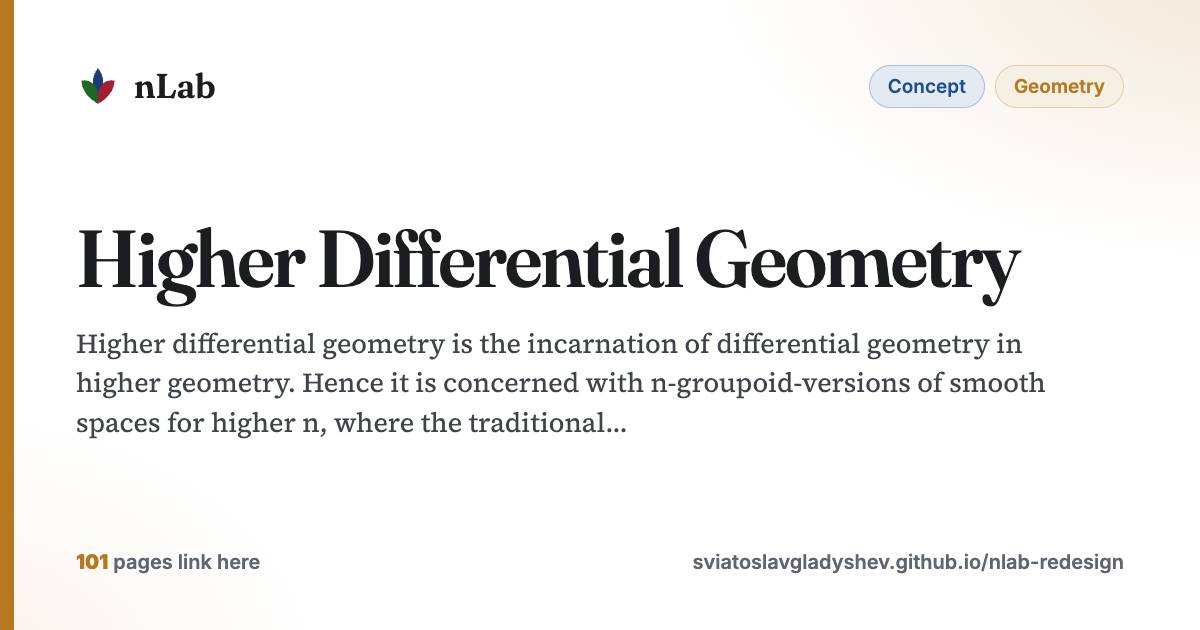 nLab
Concept
Geometry
Higher Differential Geometry
Higher differential geometry is the incarnation of differential geometry in
higher geometry. Hence it is concerned with n-groupoid-versions of smooth
spaces for higher n, where the traditional...
101 pages link here
sviatoslavgladyshev.github.io/nlab-redesign